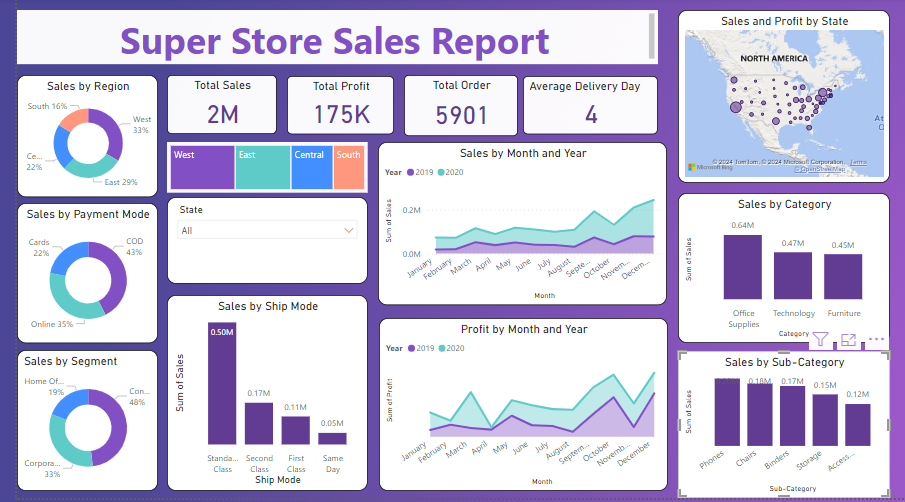 Super Store Sales Report
Sales and Profit by State
NORTH AMERICA
At
O
© 2024 TomTom, © 2024 Microsoft Corporation, Terms
© OpenStreetMap
Microsoft Bing
Sales by Region
South 16%
West
33%
Ce...
22%
East 29%
Total Sales
2M
Total Profit
175K
Total Order
5901
Average Delivery Day
4
West
East
Central
South
State
All
Sales by Month and Year
Year 2019 2020
Sum of Sales
0.2M
0.0M
January
February
March
April
May
June
July
August
Septe...
October
Novem...
Decem...
Month
Sales by Category
Sum of Sales
0.64M
0.47M
0.45M
Office
Supplies
Technology
Furniture
Category
Sales by Payment Mode
Cards
22%
COD
43%
Online 35%
Sales by Ship Mode
Sum of Sales
0.50M
0.17M
0.11M
0.05M
Standa...
Class
Second
Class
First
Class
Same
Day
Ship Mode
Profit by Month and Year
Year 2019 2020
Sum of Profit
January
February
March
April
May
June
July
August
Septe...
October
Novemb...
December
Month
Sales by Segment
Home Of...
19%
Con...
48%
Corpora...
33%
Sales by Sub-Category
Sum of Sales
0.18M
0.17M
0.15M
0.12M
Phones
Chairs
Binders
Storage
Access...
Sub-Category